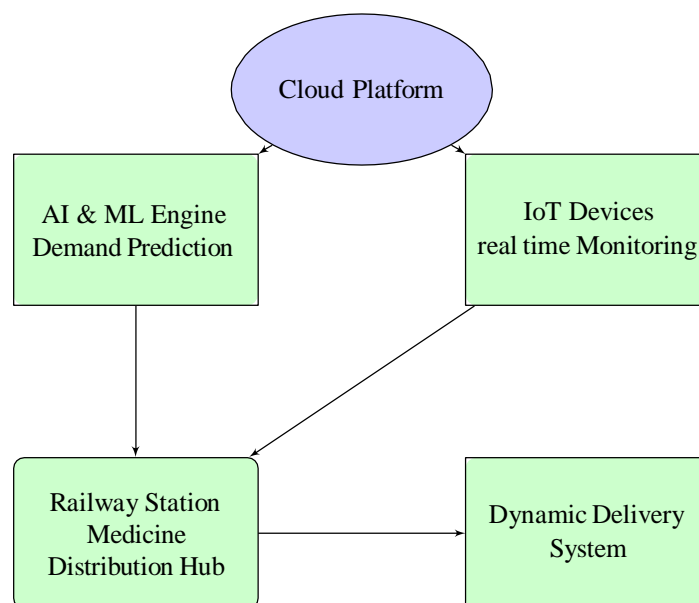 Cloud Platform
AI & ML Engine
Demand Prediction
IoT Devices
real time Monitoring
Railway Station
Medicine
Distribution Hub
Dynamic Delivery
System